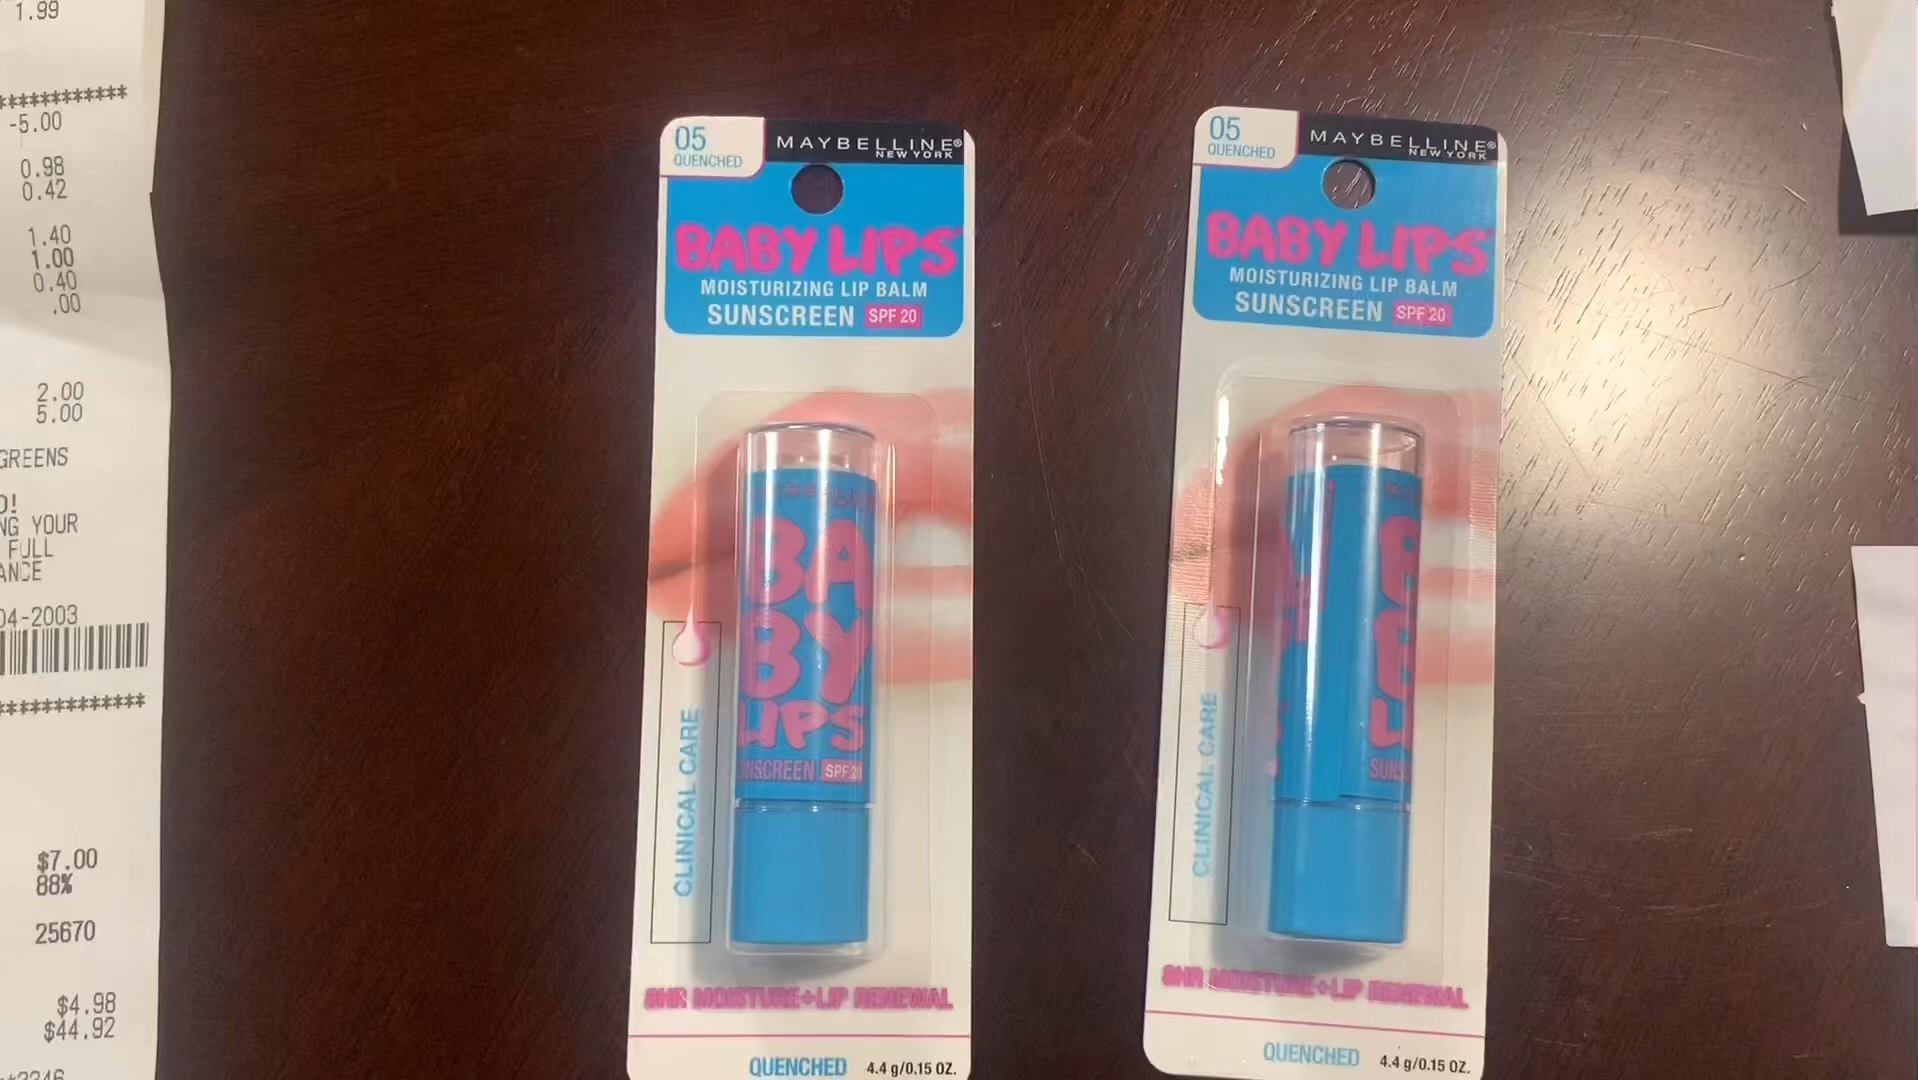 1.99
************
-5.00
0.98
0.42
1.40
1.00
0.40
.00
2.00
5.00
GREENS
O!
NG YOUR
FULL
ANCE
04-2003
*************
$7.00
88%
25670
$4.98
$44.92
05
QUENCHED
MAYBELLINE®
NEW YORK
BABY LIPS
MOISTURIZING LIP BALM
SUNSCREEN SPF 20
BA
BY
LIPS
NSCREEN SPF 20
CLINICAL CARE
8HR MOISTURE+LIP RENEWAL
QUENCHED 4.4 g/0.15 OZ.
05
QUENCHED
MAYBELLINE®
NEW YORK
BABY LIPS
MOISTURIZING LIP BALM
SUNSCREEN SPF 20
B
B
L
SUNS
CLINICAL CARE
8HR MOISTURE+LIP RENEWAL
QUENCHED 4.4 g/0.15 OZ.